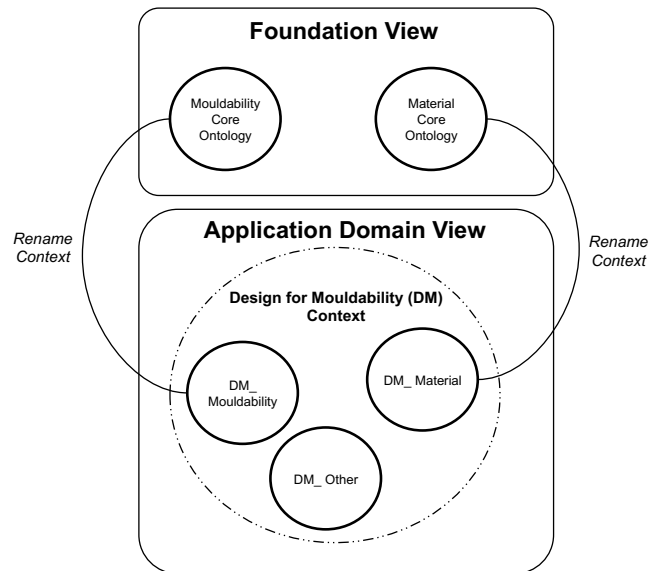 Foundation View
Mouldability
Core
Ontology
Material
Core
Ontology
Rename
Context
Rename
Context
Application Domain View
Design for Mouldability (DM)
Context
DM_
Mouldability
DM_ Material
DM_ Other